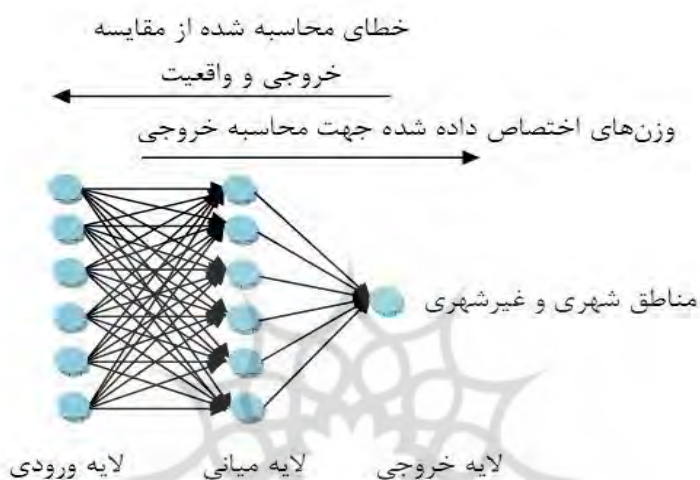 خطای محاسبه شده از مقایسه
خروجی و واقعیت
وزن‌های اختصاص داده شده جهت محاسبه خروجی
مناطق شهری و غیرشهری
لایه خروجی
لایه میانی
لایه ورودی